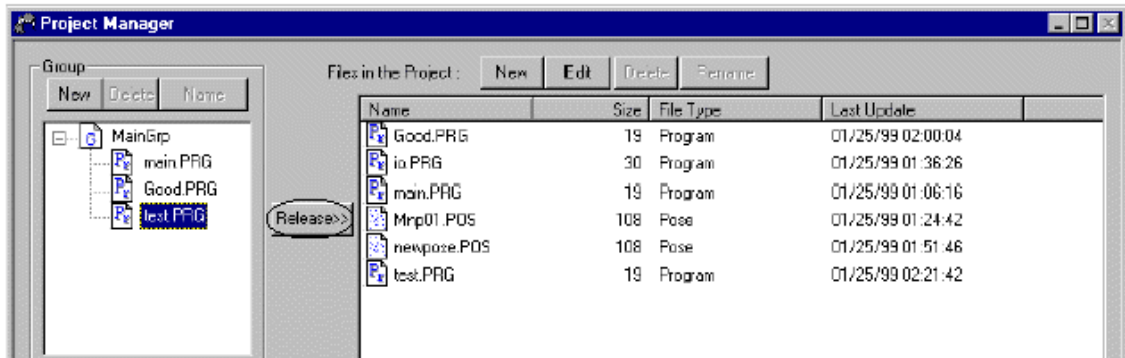 Project Manager
Group
New Delete Name
MainGrp
main.PRG
Good.PRG
test.PRG
Release>>
Files in the Project : New Edit Delete Rename
Name Size File Type Last Update
Good.PRG 19 Program 01/25/99 02:00:04
io.PRG 30 Program 01/25/99 01:36:26
main.PRG 19 Program 01/25/99 01:06:16
Mnp01.POS 108 Pose 01/25/99 01:24:42
newpose.POS 108 Pose 01/25/99 01:51:46
test.PRG 19 Program 01/25/99 02:21:42